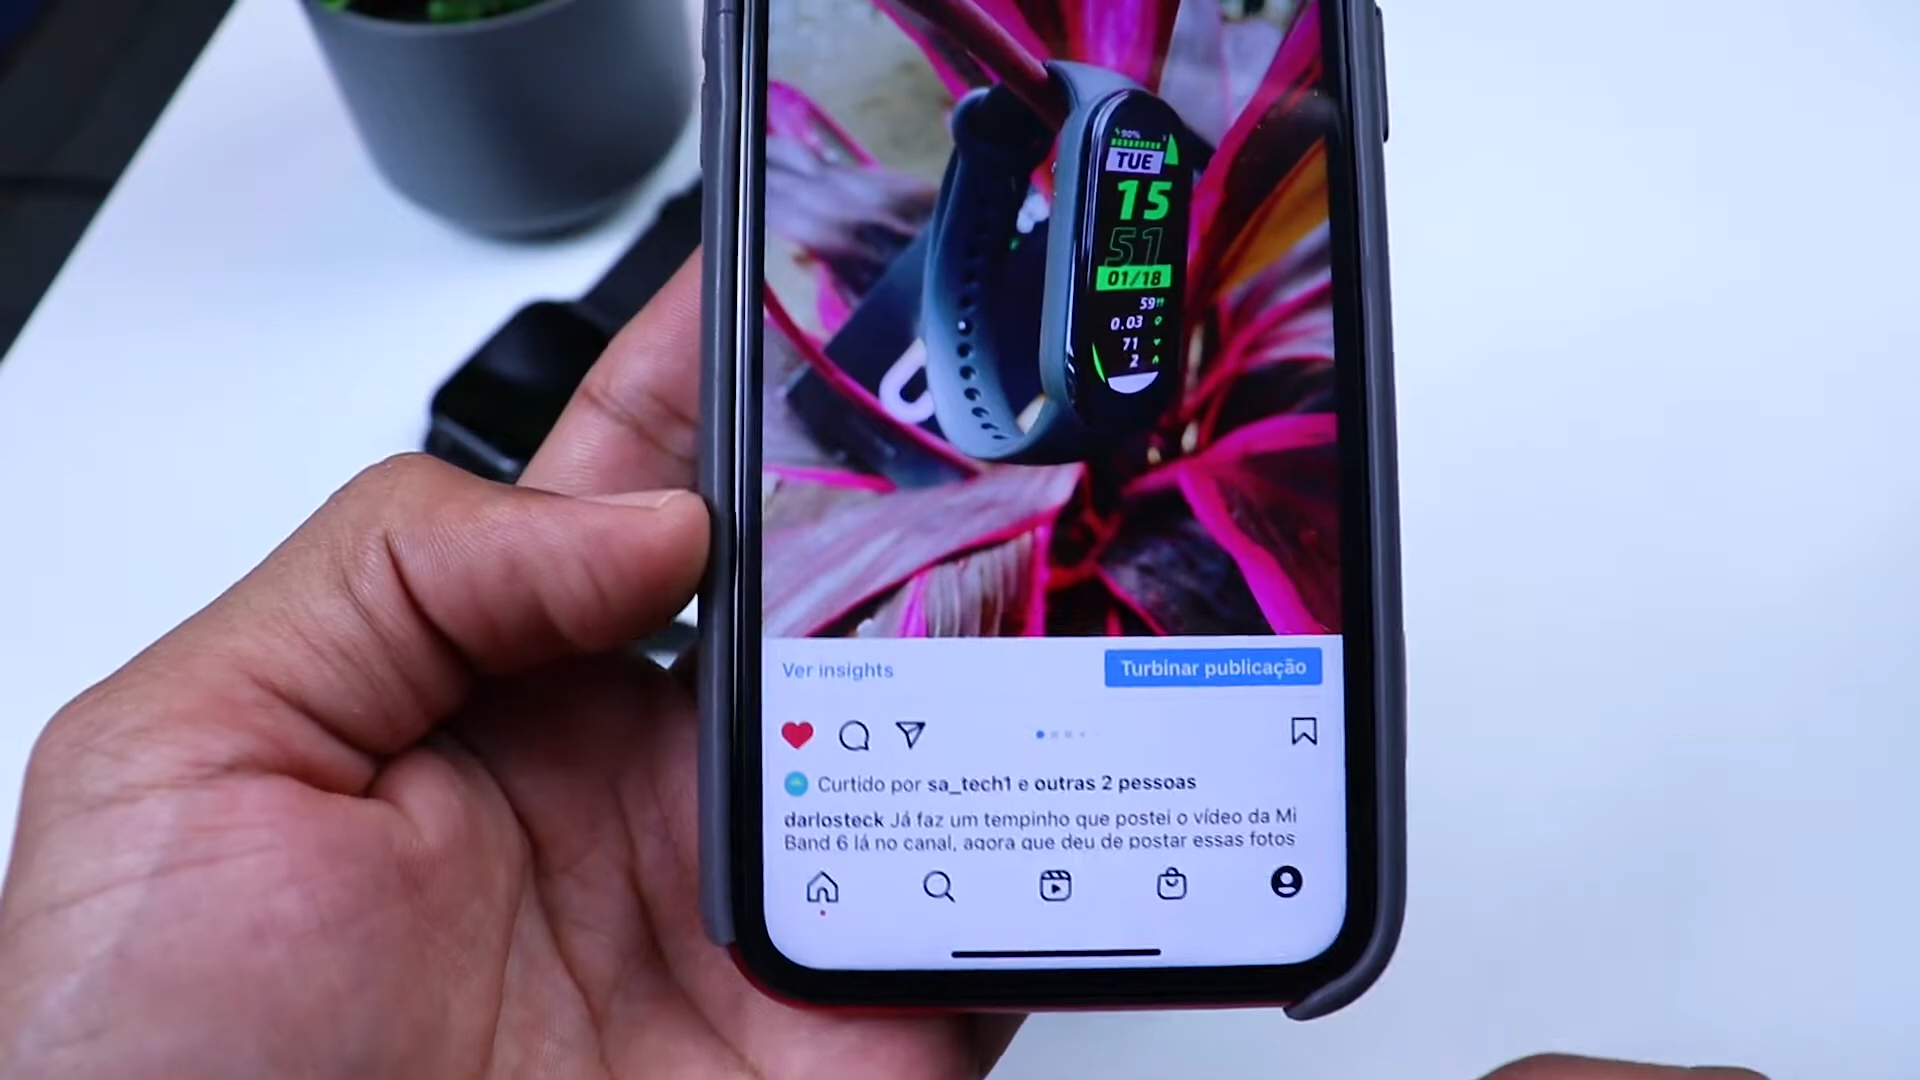 90%
TUE
15
51
01/18
59
0.03
71
2
Ver insights
Turbinar publicação
Curtido por sa_tech1 e outras 2 pessoas
darlosteck Já faz um tempinho que postei o vídeo da Mi
Band 6 lá no canal, agora que deu de postar essas fotos